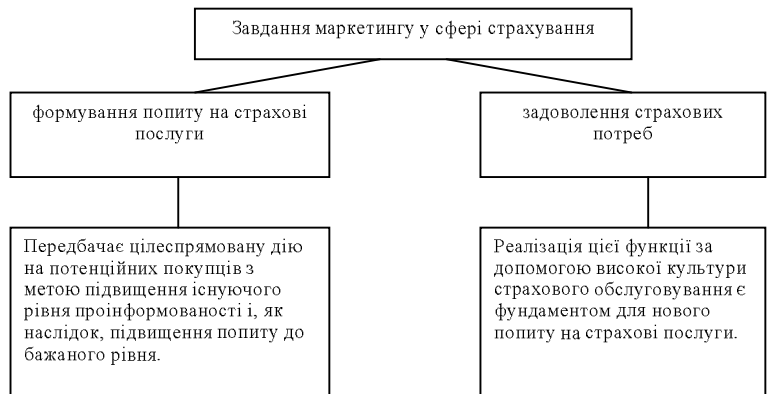 Завдання маркетингу у сфері страхування
формування попиту на страхові
послуги
задоволення страхових
потреб
Передбачає цілеспрямовану дію
на потенційних покупців з
метою підвищення існуючого
рівня проінформованості і, як
наслідок, підвищення попиту до
бажаного рівня.
Реалізація цієї функції за
допомогою високої культури
страхового обслуговування є
фундаментом для нового
попиту на страхові послуги.